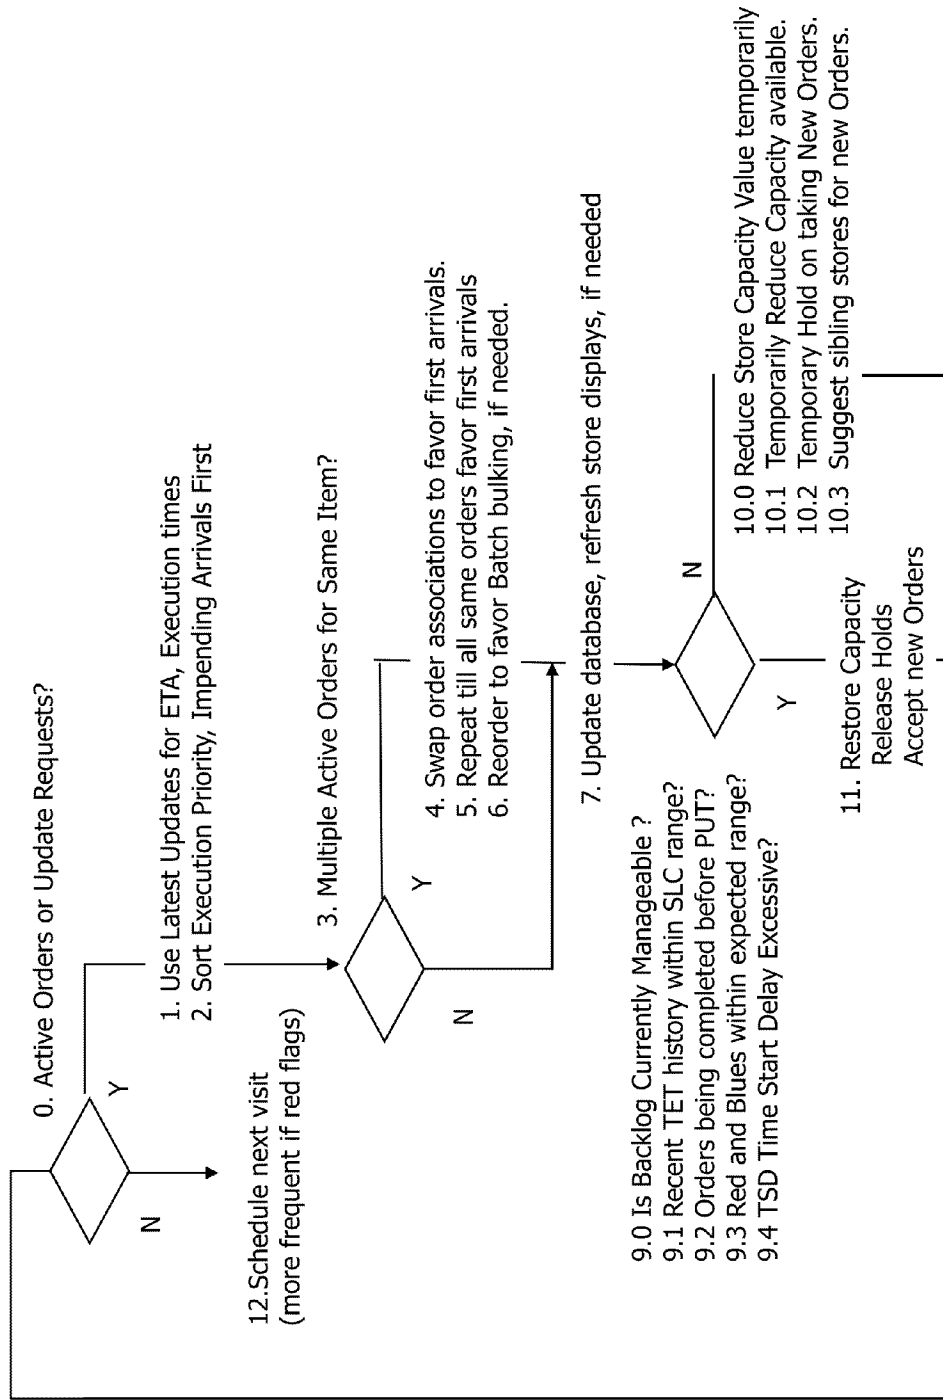 0. Active Orders or Update Requests?
Y
N
1. Use Latest Updates for ETA, Execution times
2. Sort Execution Priority, Impending Arrivals First
12.Schedule next visit
(more frequent if red flags)
3. Multiple Active Orders for Same Item?
Y
N
4. Swap order associations to favor first arrivals.
5. Repeat till all same orders favor first arrivals
6. Reorder to favor Batch bulking, if needed.
7. Update database, refresh store displays, if needed
9.0 Is Backlog Currently Manageable ?
9.1 Recent TET history within SLC range?
9.2 Orders being completed before PUT?
9.3 Red and Blues within expected range?
9.4 TSD Time Start Delay Excessive?
N
Y
10.0 Reduce Store Capacity Value temporarily
10.1 Temporarily Reduce Capacity available.
10.2 Temporary Hold on taking New Orders.
10.3 Suggest sibling stores for new Orders.
11. Restore Capacity
Release Holds
Accept new Orders